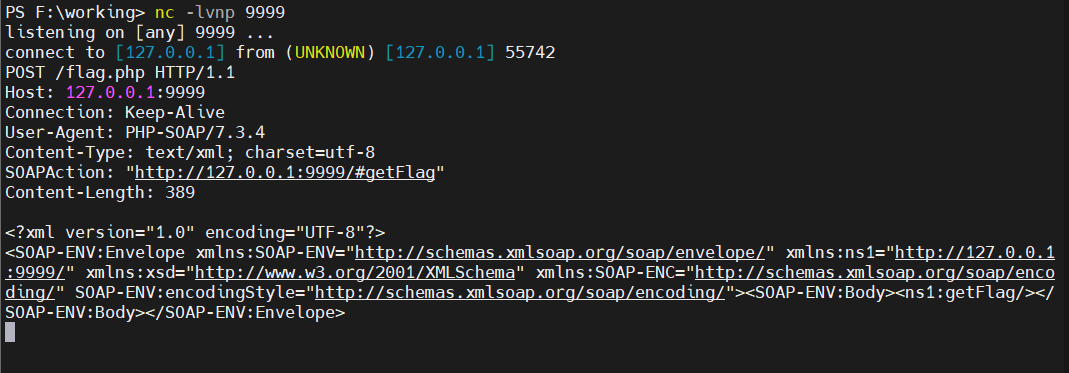 PS F:\working> nc -lvnp 9999
listening on [any] 9999 ...
connect to [127.0.0.1] from (UNKNOWN) [127.0.0.1] 55742
POST /flag.php HTTP/1.1
Host: 127.0.0.1:9999
Connection: Keep-Alive
User-Agent: PHP-SOAP/7.3.4
Content-Type: text/xml; charset=utf-8
SOAPAction: "http://127.0.0.1:9999/#getFlag"
Content-Length: 389

<?xml version="1.0" encoding="UTF-8"?>
<SOAP-ENV:Envelope xmlns:SOAP-ENV="http://schemas.xmlsoap.org/soap/envelope/" xmlns:ns1="http://127.0.0.1
:9999/" xmlns:xsd="http://www.w3.org/2001/XMLSchema" xmlns:SOAP-ENC="http://schemas.xmlsoap.org/soap/enco
ding/" SOAP-ENV:encodingStyle="http://schemas.xmlsoap.org/soap/encoding/"><SOAP-ENV:Body><ns1:getFlag/></
SOAP-ENV:Body></SOAP-ENV:Envelope>